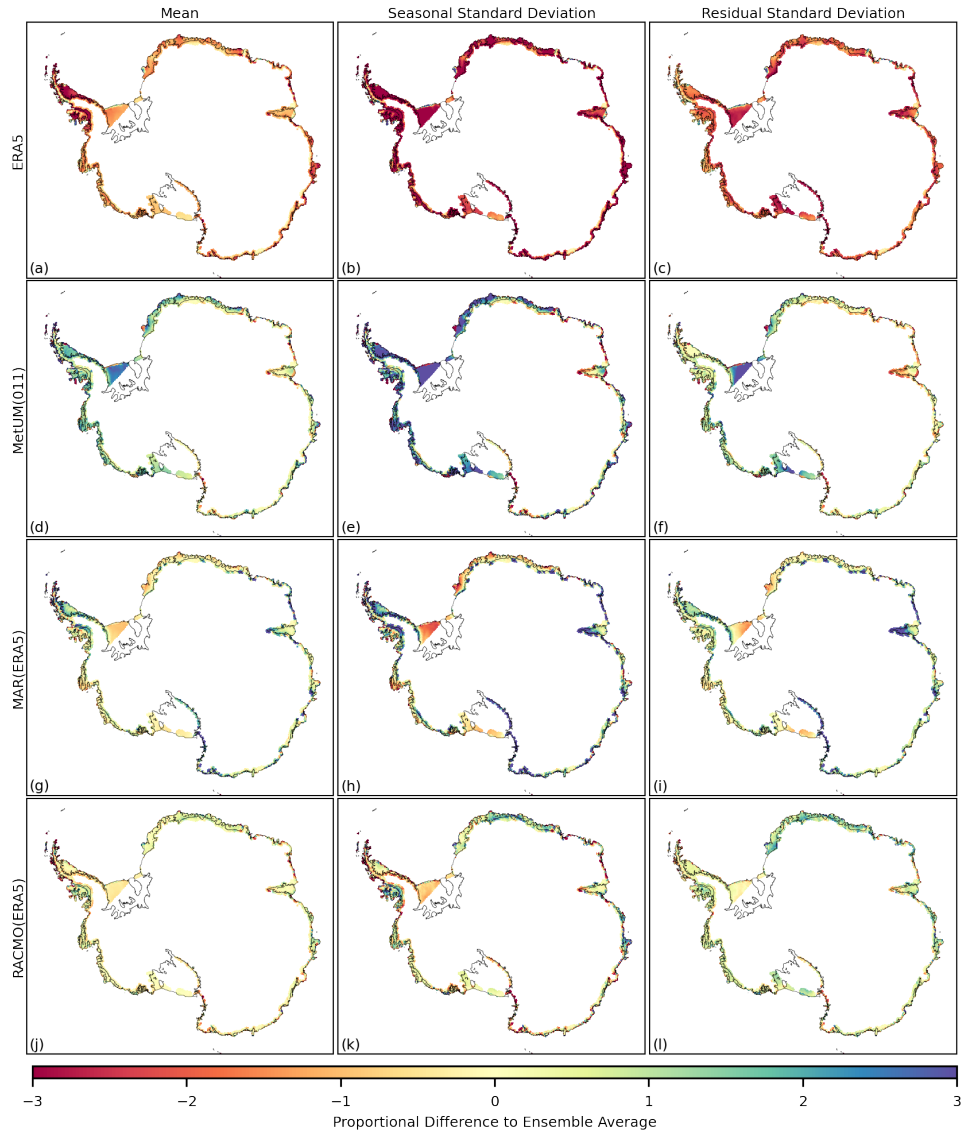 Mean Seasonal Standard Deviation Residual Standard Deviation
ERA5
(a) (b) (c)
MetUM(011)
(d) (e) (f)
MAR(ERA5)
(g) (h) (i)
RACMO(ERA5)
(j) (k) (l)
−3 −2 −1 0 1 2 3
Proportional Difference to Ensemble Average